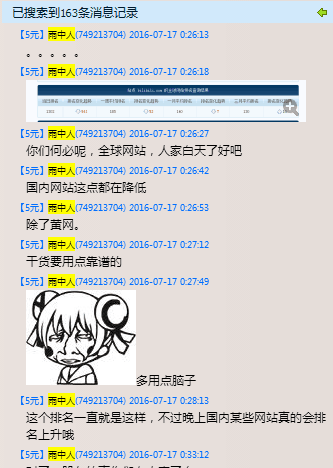 已搜索到163条消息记录
【5元】雨中人(749213704) 2016-07-17 0:26:13
。。。。。
【5元】雨中人(749213704) 2016-07-17 0:26:18
【5元】雨中人(749213704) 2016-07-17 0:26:27
你们何必呢，全球网站，人家白天了好吧
【5元】雨中人(749213704) 2016-07-17 0:26:42
国内网站这点都在降低
【5元】雨中人(749213704) 2016-07-17 0:26:53
除了黄网。
【5元】雨中人(749213704) 2016-07-17 0:27:12
干货要用点靠谱的
【5元】雨中人(749213704) 2016-07-17 0:27:49
多用点脑子
【5元】雨中人(749213704) 2016-07-17 0:28:13
这个排名一直就是这样，不过晚上国内某些网站真的会排
名上升哦
【5元】雨中人(749213704) 2016-07-17 0:33:12